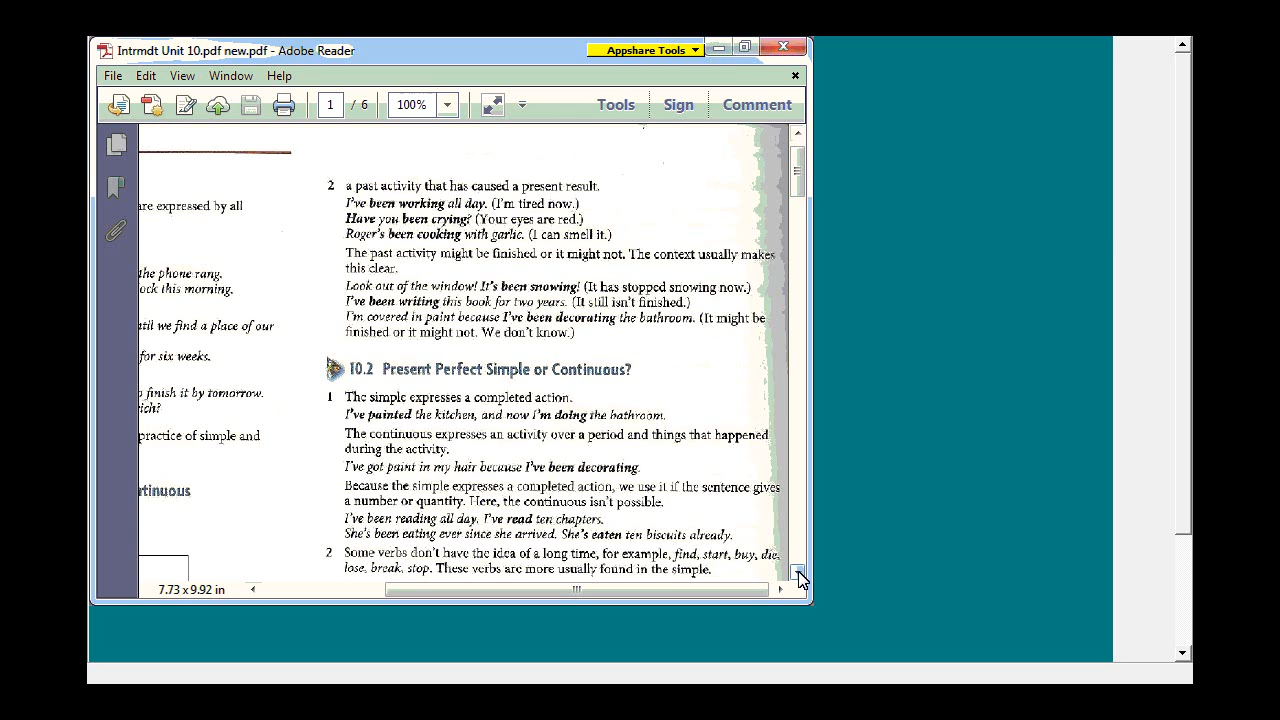 Intrmdt Unit 10.pdf new.pdf - Adobe Reader
Appshare Tools
File Edit View Window Help
1 / 6 100% Tools Sign Comment
are expressed by all
the phone rang.
ock this morning.
til we find a place of our
for six weeks.
finish it by tomorrow.
ich?
practice of simple and
ntinuous
2 a past activity that has caused a present result.
I've been working all day. (I'm tired now.)
Have you been crying? (Your eyes are red.)
Roger's been cooking with garlic. (I can smell it.)
The past activity might be finished or it might not. The context usually makes
this clear.
Look out of the window! It's been snowing! (It has stopped snowing now.)
I've been writing this book for two years. (It still isn't finished.)
I'm covered in paint because I've been decorating the bathroom. (It might be
finished or it might not. We don't know.)
10.2 Present Perfect Simple or Continuous?
1 The simple expresses a completed action.
I've painted the kitchen, and now I'm doing the bathroom.
The continuous expresses an activity over a period and things that happened
during the activity.
I've got paint in my hair because I've been decorating.
Because the simple expresses a completed action, we use it if the sentence gives
a number or quantity. Here, the continuous isn't possible.
I've been reading all day. I've read ten chapters.
She's been eating ever since she arrived. She's eaten ten biscuits already.
2 Some verbs don't have the idea of a long time, for example, find, start, buy, die,
lose, break, stop. These verbs are more usually found in the simple.
7.73 x 9.92 in